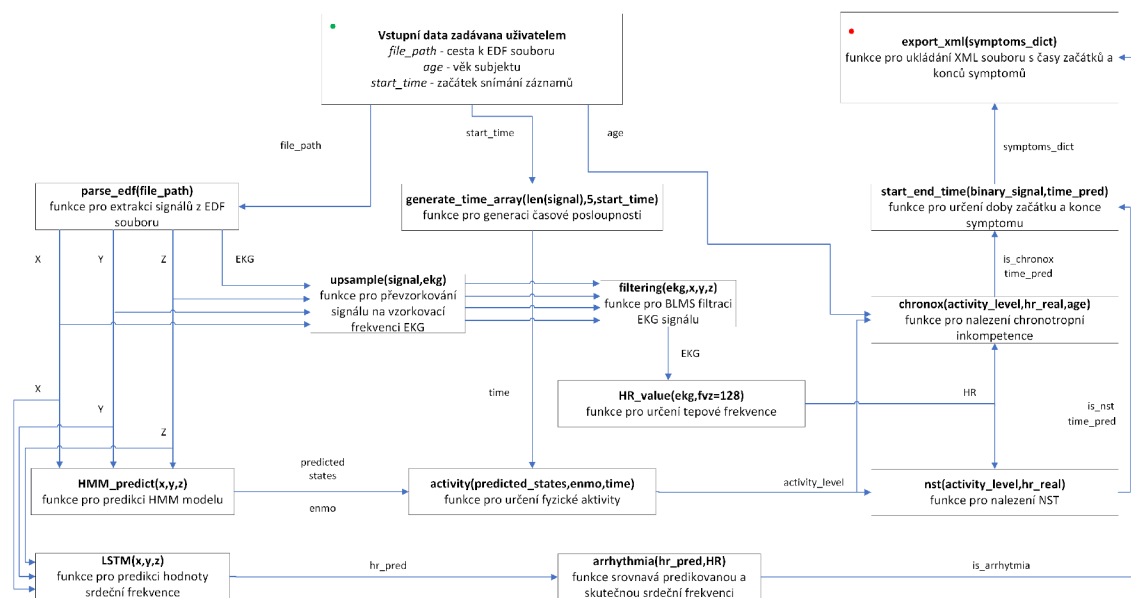 Vstupní data zadávana uživatelem
file_path - cesta k EDF souboru
age - věk subjektu
start_time - začátek snímání záznamů
export_xml(symptoms_dict)
funkce pro ukládání XML souboru s časy začátků a
konců symptomů
file_path
start_time
age
symptoms_dict
parse_edf(file_path)
funkce pro extrakci signálů z EDF
souboru
generate_time_array(len(signal),5,start_time)
funkce pro generaci časové posloupnosti
start_end_time(binary_signal,time_pred)
funkce pro určení doby začátku a konce
symptomu
X
Y
Z
EKG
is_chronox
time_pred
upsample(signal,ekg)
funkce pro převzorkování
signálu na vzorkovací
frekvenci EKG
filtering(ekg,x,y,z)
funkce pro BLMS filtraci
EKG signálu
chronox(activity_level,hr_real,age)
funkce pro nalezení chronotropní
inkompetence
EKG
X
Y
Z
time
HR_value(ekg,fvz=128)
funkce pro určení tepové frekvence
HR
is_nst
time_pred
HMM_predict(x,y,z)
funkce pro predikci HMM modelu
predicted
states
enmo
activity(predicted_states,enmo,time)
funkce pro určení fyzické aktivity
activity_level
nst(activity_level,hr_real)
funkce pro nalezení NST
LSTM(x,y,z)
funkce pro predikci hodnoty
srdeční frekvence
hr_pred
arrhythmia(hr_pred,HR)
funkce srovnává predikovanou a
skutečnou srdeční frekvenci
is_arrhytmia